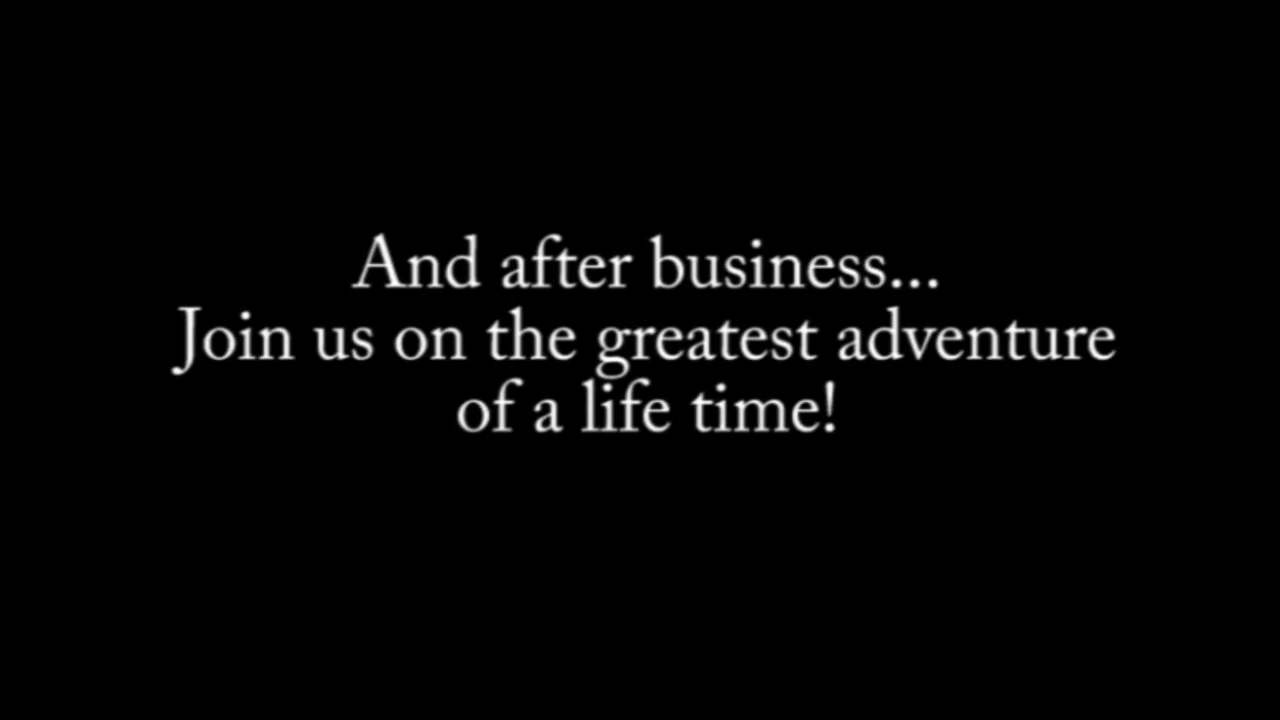 And after business...
Join us on the greatest adventure
of a life time!